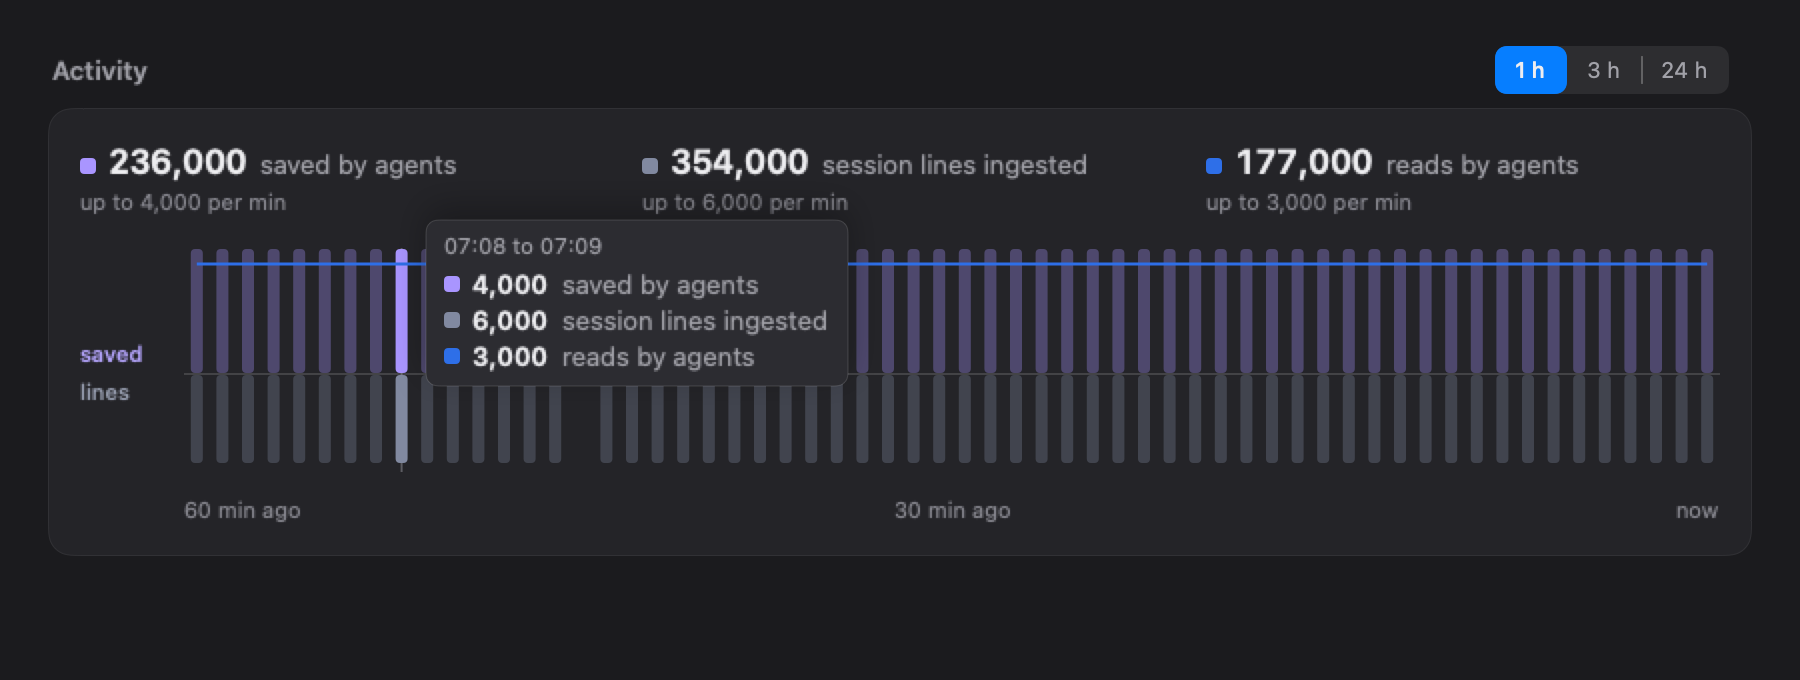 Activity
1 h 3 h 24 h
236,000 saved by agents
up to 4,000 per min
354,000 session lines ingested
up to 6,000 per min
177,000 reads by agents
up to 3,000 per min
07:08 to 07:09
4,000 saved by agents
6,000 session lines ingested
3,000 reads by agents
saved
lines
60 min ago
30 min ago
now